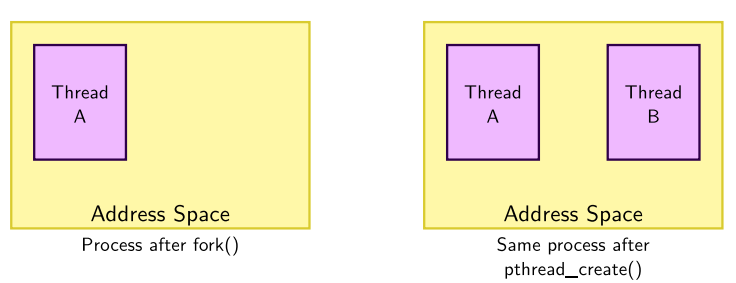 Thread
A
Address Space
Process after fork()
Thread
A
Thread
B
Address Space
Same process after
pthread_create()